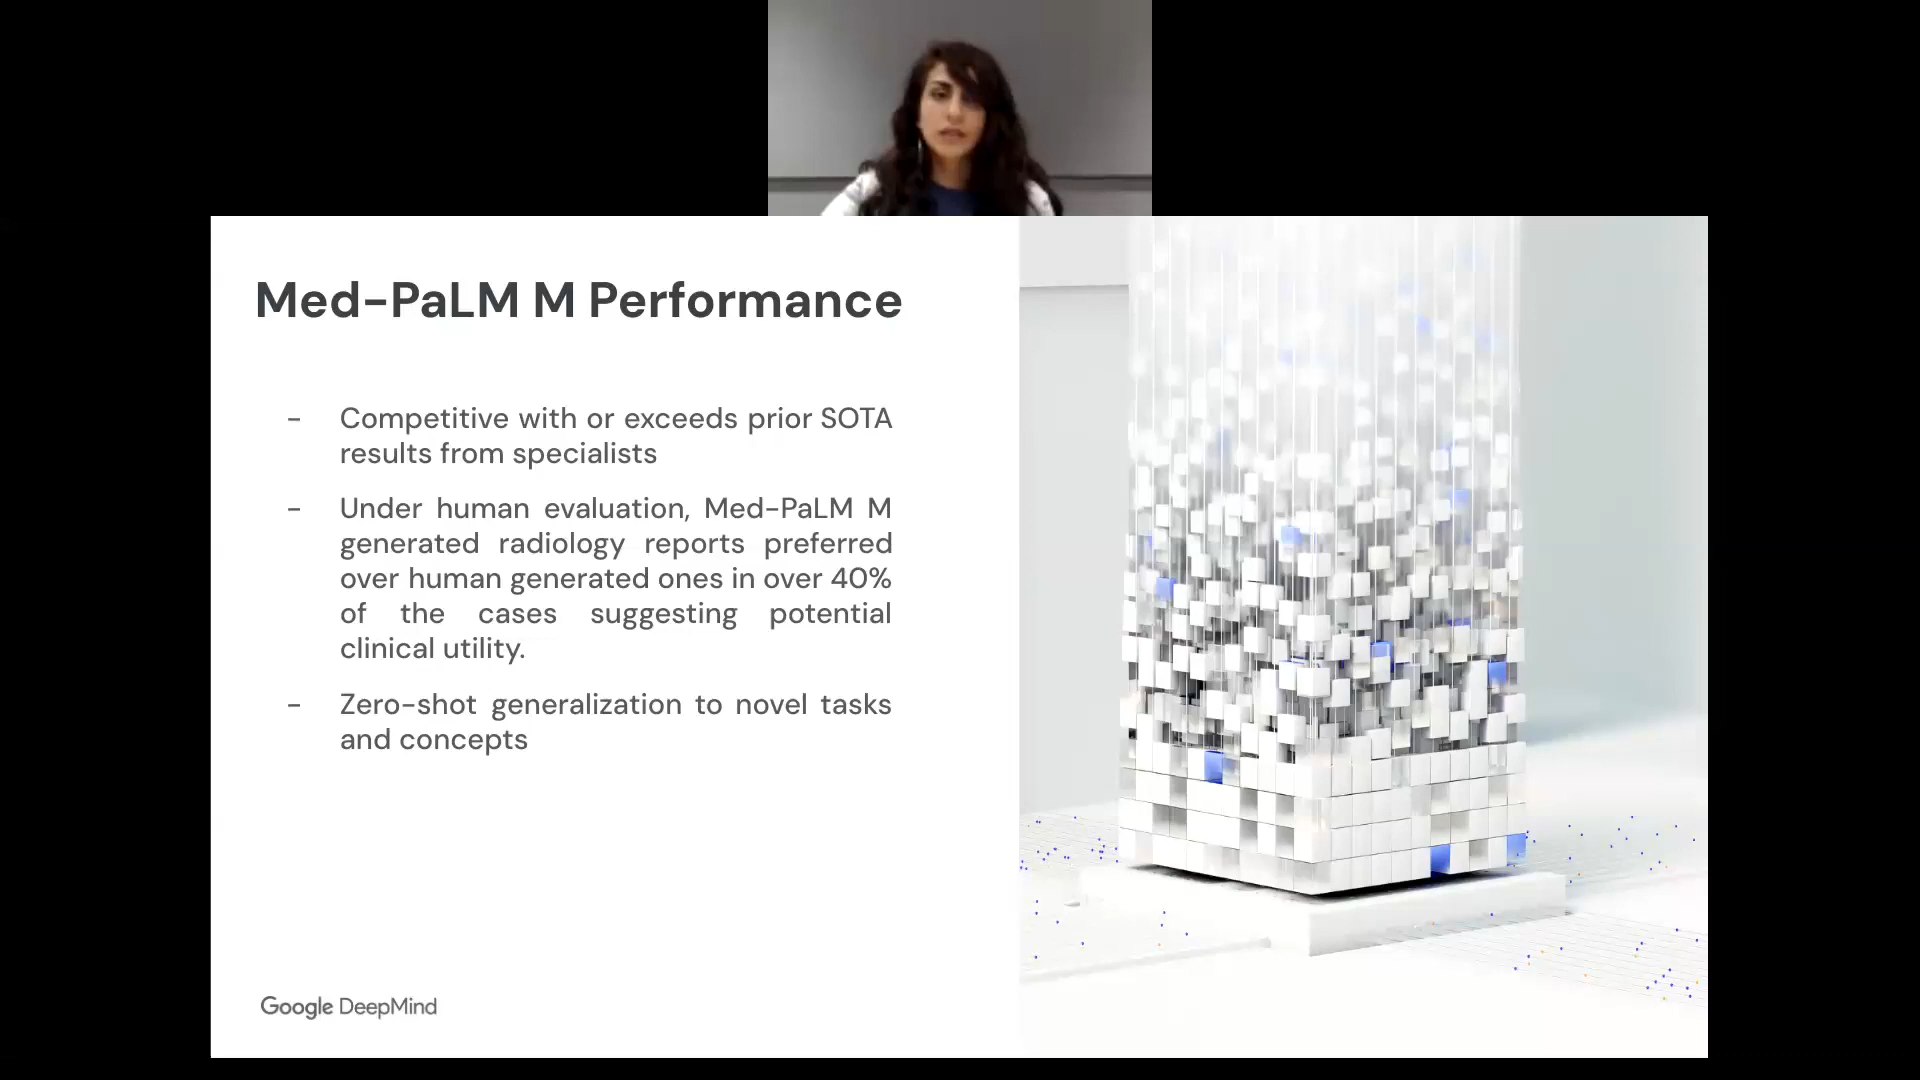 Med-PaLM M Performance
- Competitive with or exceeds prior SOTA
results from specialists
- Under human evaluation, Med-PaLM M
generated radiology reports preferred
over human generated ones in over 40%
of the cases suggesting potential
clinical utility.
- Zero-shot generalization to novel tasks
and concepts
Google DeepMind